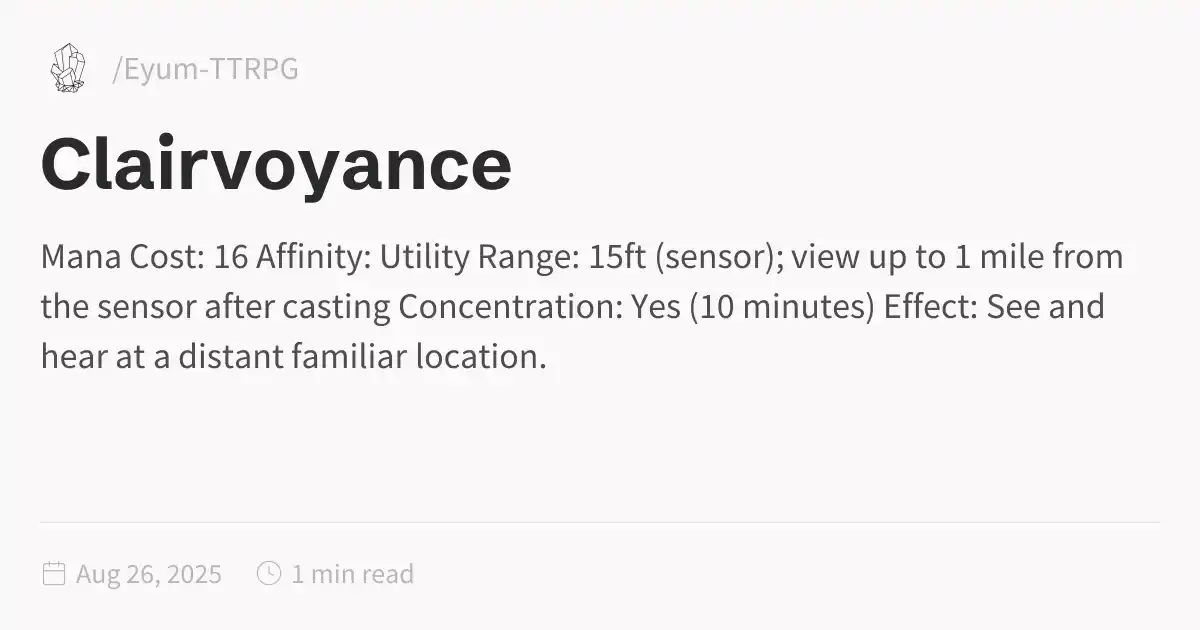 /Eyum-TTRPG
Clairvoyance
Mana Cost: 16 Affinity: Utility Range: 15ft (sensor); view up to 1 mile from
the sensor after casting Concentration: Yes (10 minutes) Effect: See and
hear at a distant familiar location.
Aug 26, 2025 1 min read